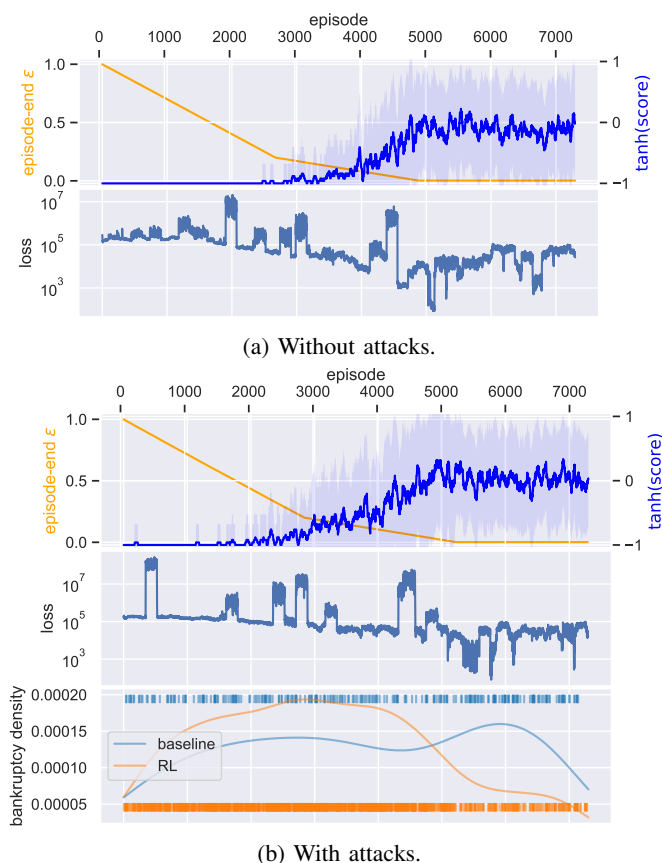 episode
0 1000 2000 3000 4000 5000 6000 7000
1.0 1
episode-end ε 0.5 0 tanh(score)
0.0 −1
10^7
loss 10^5
10^3
(a) Without attacks.
episode
0 1000 2000 3000 4000 5000 6000 7000
1.0 1
episode-end ε 0.5 0 tanh(score)
0.0 −1
10^7
loss 10^5
10^3
0.00020
bankruptcy density 0.00015
baseline
0.00010 RL
0.00005
(b) With attacks.